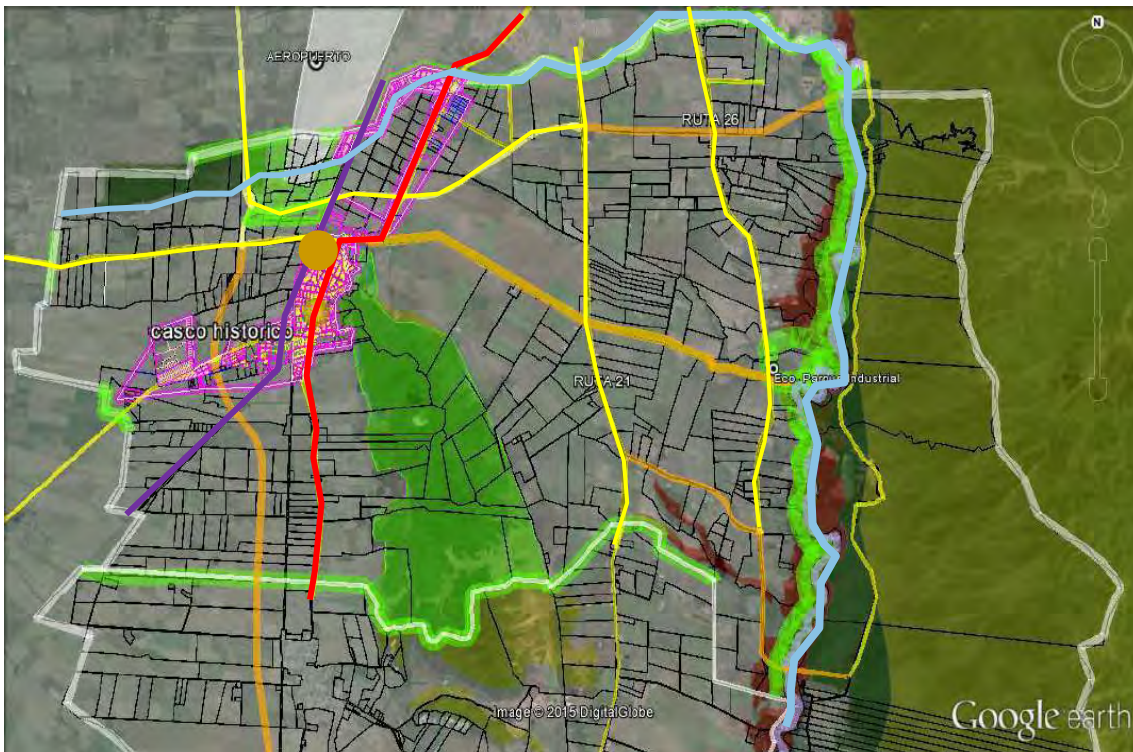 N
AEROPUERTO
RUTA 26
casco historico
Eco. Parque Industrial
RUTA 21
Image © 2015 DigitalGlobe
Google earth